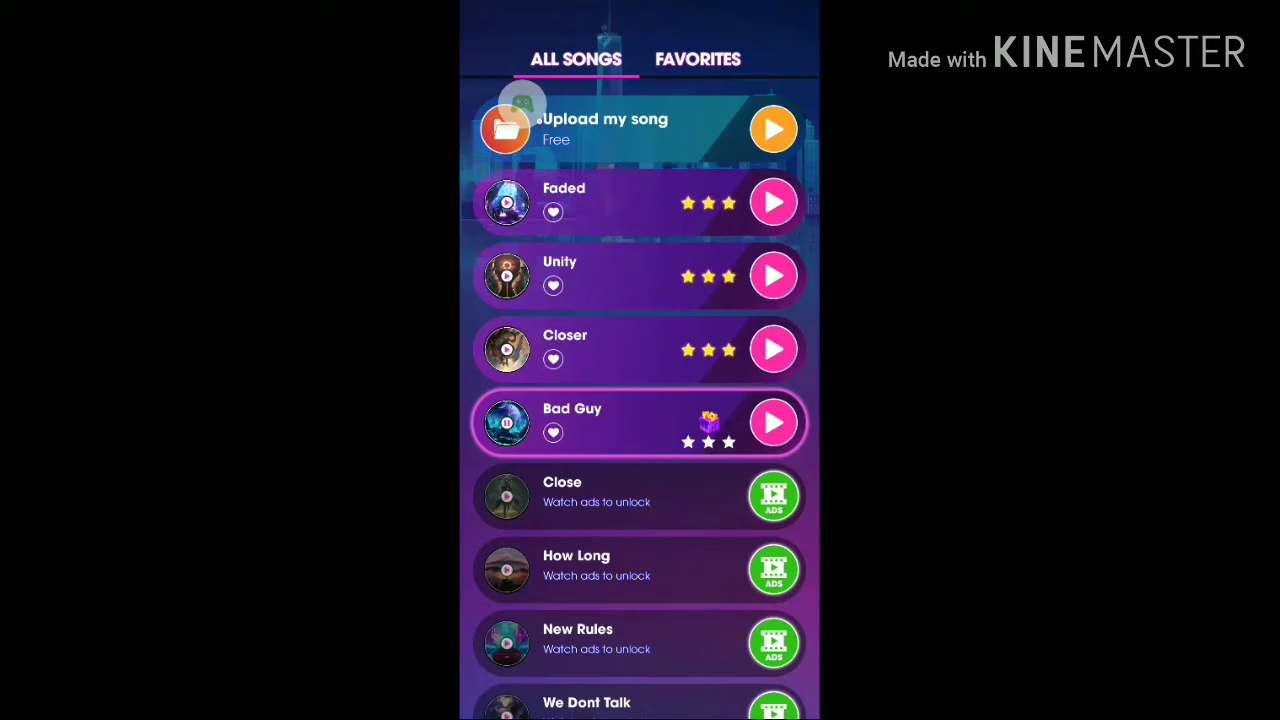 Made with KINEMASTER
ALL SONGS FAVORITES
Upload my song
Free
Faded
Unity
Closer
Bad Guy
Close
Watch ads to unlock
ADS
How Long
Watch ads to unlock
ADS
New Rules
Watch ads to unlock
ADS
We Dont Talk